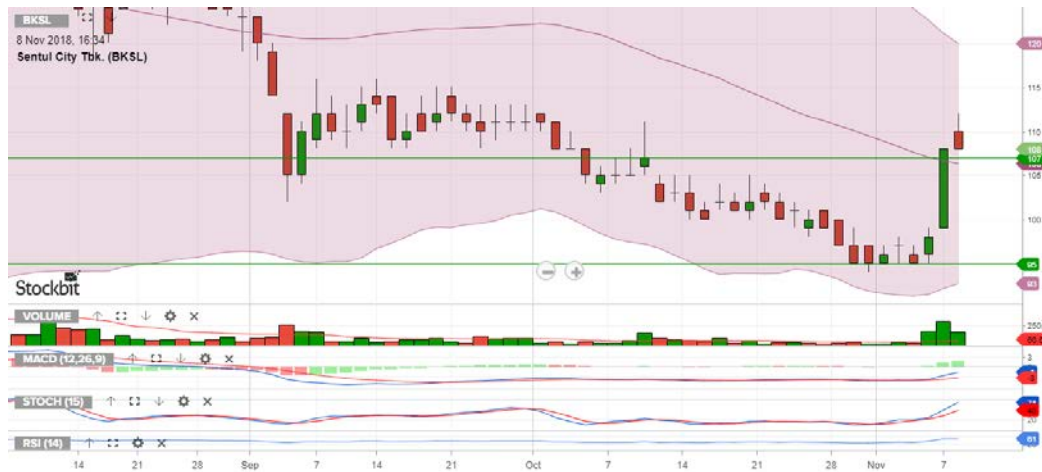 BKSL
8 Nov 2018, 16:34
Sentul City Tbk. (BKSL)
120
115
110
108
107
105
100
95
93
Stockbit
VOLUME
250
MACD (12,26,9)
3
STOCH (15)
RSI (14)
61
14 21 28 Sep 7 14 21 Oct 7 14 21 28 Nov 7